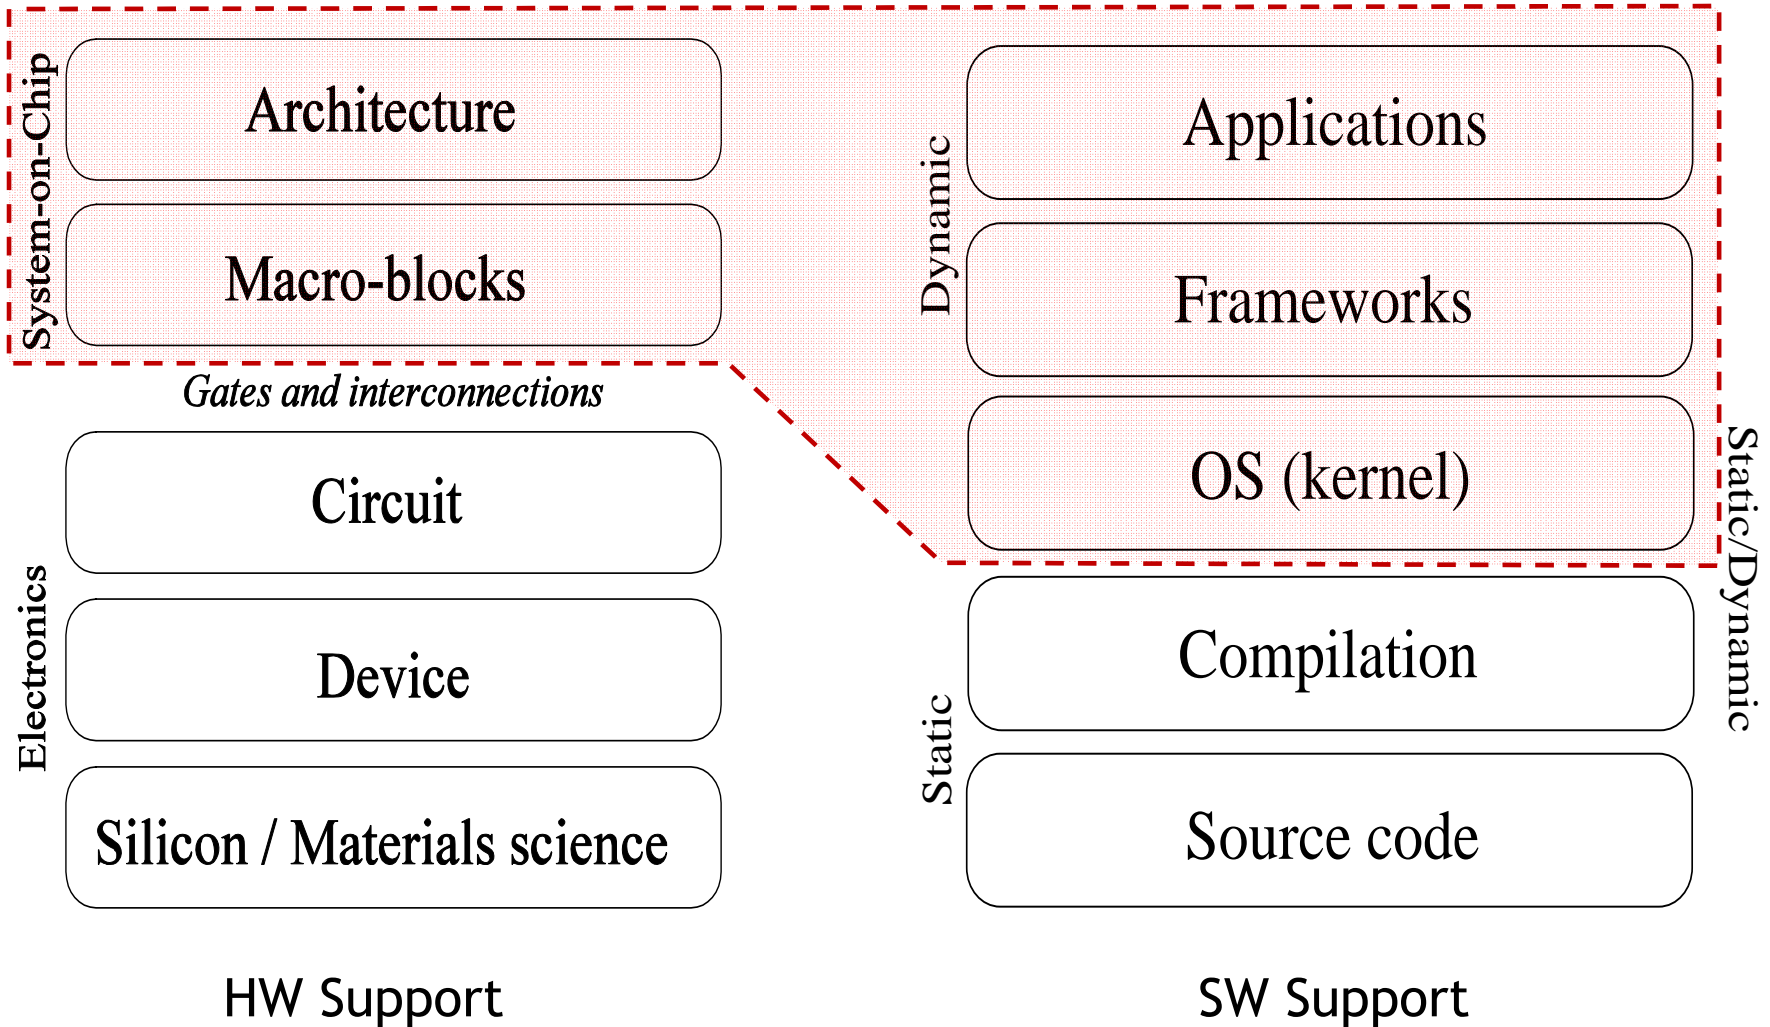 System-on-Chip
Architecture
Macro-blocks
Gates and interconnections
Electronics
Circuit
Device
Silicon / Materials science
HW Support
Dynamic
Applications
Frameworks
OS (kernel)
Static/Dynamic
Static
Compilation
Source code
SW Support